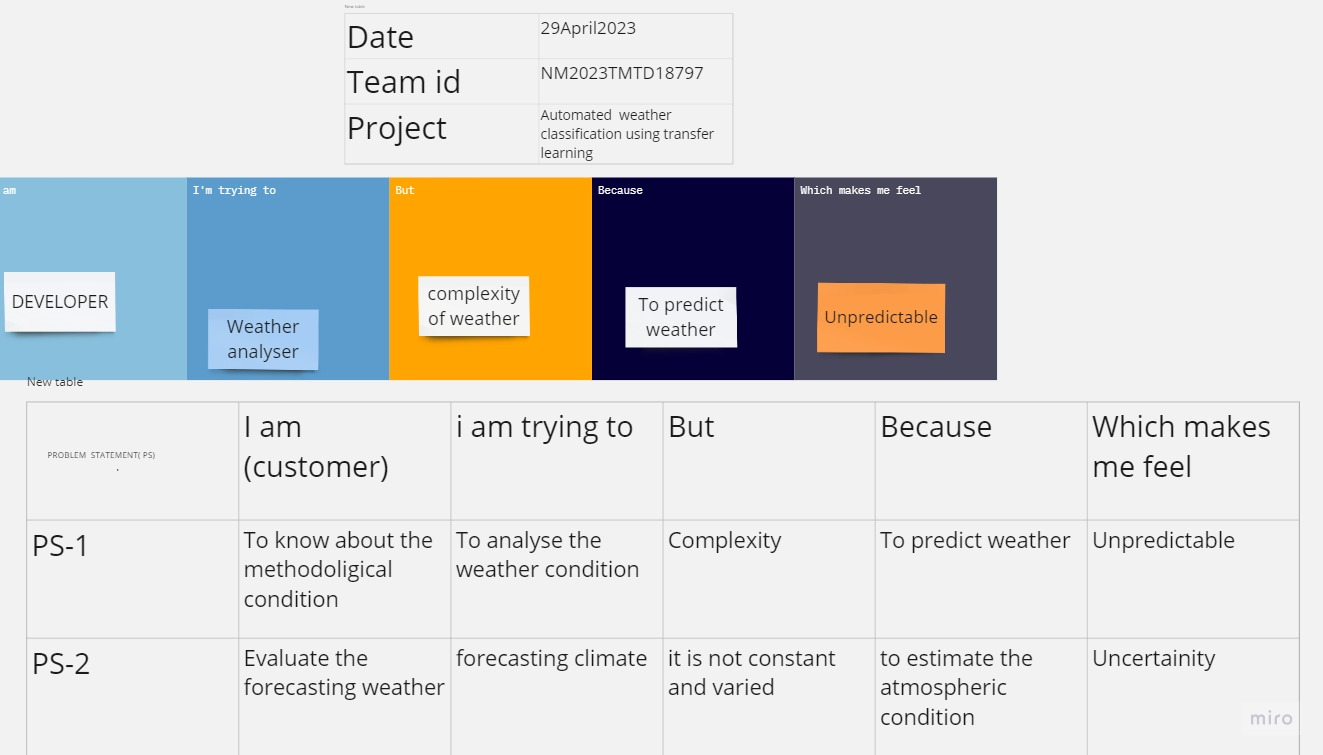 New table
Date
29April2023
Team id
NM2023TMTD18797
Project
Automated  weather
classification using transfer
learning
am
I'm trying to
But
Because
Which makes me feel
DEVELOPER
Weather
analyser
complexity
of weather
To predict
weather
Unpredictable
New table
PROBLEM  STATEMENT( PS)
.
I am
(customer)
i am trying to
But
Because
Which makes
me feel
PS-1
To know about the
methodoligical
condition
To analyse the
weather condition
Complexity
To predict weather
Unpredictable
PS-2
Evaluate the
forecasting weather
forecasting climate
it is not constant
and varied
to estimate the
atmospheric
condition
Uncertainity
miro